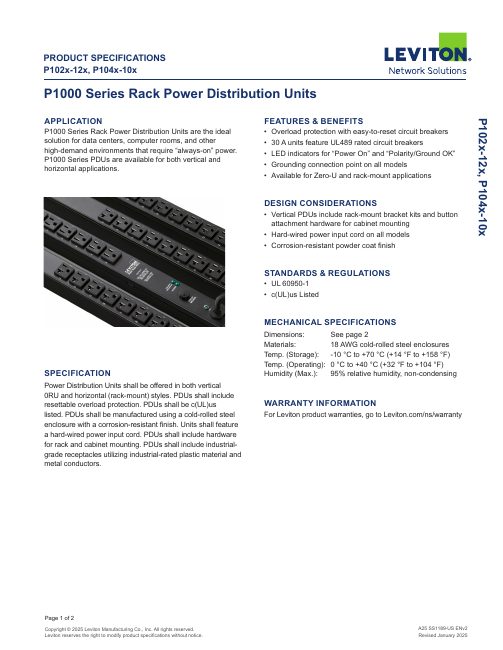 PRODUCT SPECIFICATIONS
P102x-12x, P104x-10x
LEVITON®
Network Solutions
P1000 Series Rack Power Distribution Units
APPLICATION
P1000 Series Rack Power Distribution Units are the ideal
solution for data centers, computer rooms, and other
high-demand environments that require “always-on” power.
P1000 Series PDUs are available for both vertical and
horizontal applications.
SPECIFICATION
Power Distribution Units shall be offered in both vertical
0RU and horizontal (rack-mount) styles. PDUs shall include
resettable overload protection. PDUs shall be c(UL)us
listed. PDUs shall be manufactured using a cold-rolled steel
enclosure with a corrosion-resistant finish. Units shall feature
a hard-wired power input cord. PDUs shall include hardware
for rack and cabinet mounting. PDUs shall include industrial-
grade receptacles utilizing industrial-rated plastic material and
metal conductors.
FEATURES & BENEFITS
• Overload protection with easy-to-reset circuit breakers
• 30 A units feature UL489 rated circuit breakers
• LED indicators for “Power On” and “Polarity/Ground OK”
• Grounding connection point on all models
• Available for Zero-U and rack-mount applications
DESIGN CONSIDERATIONS
• Vertical PDUs include rack-mount bracket kits and button
attachment hardware for cabinet mounting
• Hard-wired power input cord on all models
• Corrosion-resistant powder coat finish
STANDARDS & REGULATIONS
• UL 60950-1
• c(UL)us Listed
MECHANICAL SPECIFICATIONS
Dimensions: See page 2
Materials: 18 AWG cold-rolled steel enclosures
Temp. (Storage): -10 °C to +70 °C (+14 °F to +158 °F)
Temp. (Operating): 0 °C to +40 °C (+32 °F to +104 °F)
Humidity (Max.): 95% relative humidity, non-condensing
WARRANTY INFORMATION
For Leviton product warranties, go to Leviton.com/ns/warranty
P102x-12x, P104x-10x
Page 1 of 2
Copyright © 2025 Leviton Manufacturing Co., Inc. All rights reserved.
Leviton reserves the right to modify product specifications without notice.
A25 SS1189-US ENv2
Revised January 2025